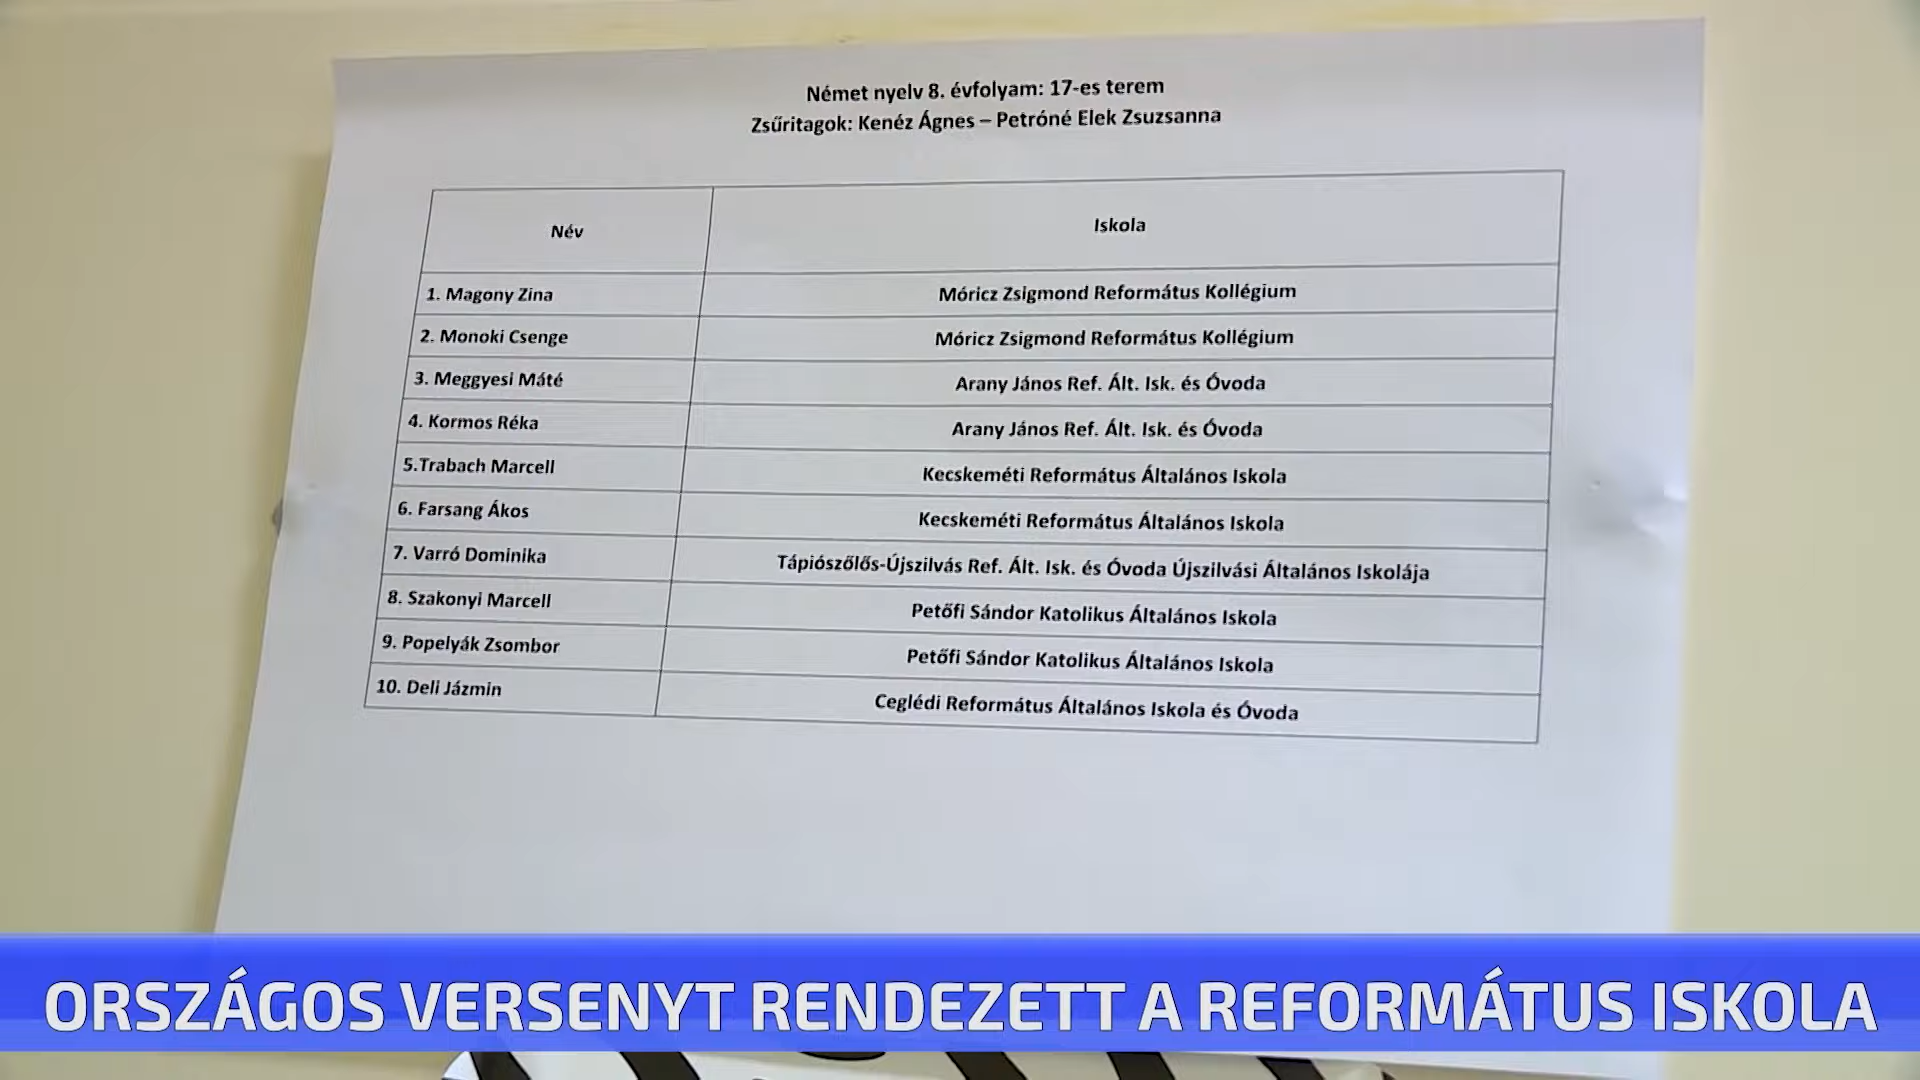 Német nyelv 8. évfolyam: 17-es terem
Zsűritagok: Kenéz Ágnes – Petróné Elek Zsuzsanna
Név Iskola
1. Magony Zina Móricz Zsigmond Református Kollégium
2. Monoki Csenge Móricz Zsigmond Református Kollégium
3. Meggyesi Máté Arany János Ref. Ált. Isk. és Óvoda
4. Kormos Réka Arany János Ref. Ált. Isk. és Óvoda
5.Trabach Marcell Kecskeméti Református Általános Iskola
6. Farsang Ákos Kecskeméti Református Általános Iskola
7. Varró Dominika Tápiószőlős-Újszilvás Ref. Ált. Isk. és Óvoda Újszilvási Általános Iskolája
8. Szakonyi Marcell Petőfi Sándor Katolikus Általános Iskola
9. Popelyák Zsombor Petőfi Sándor Katolikus Általános Iskola
10. Deli Jázmin Ceglédi Református Általános Iskola és Óvoda
ORSZÁGOS VERSENYT RENDEZETT A REFORMÁTUS ISKOLA